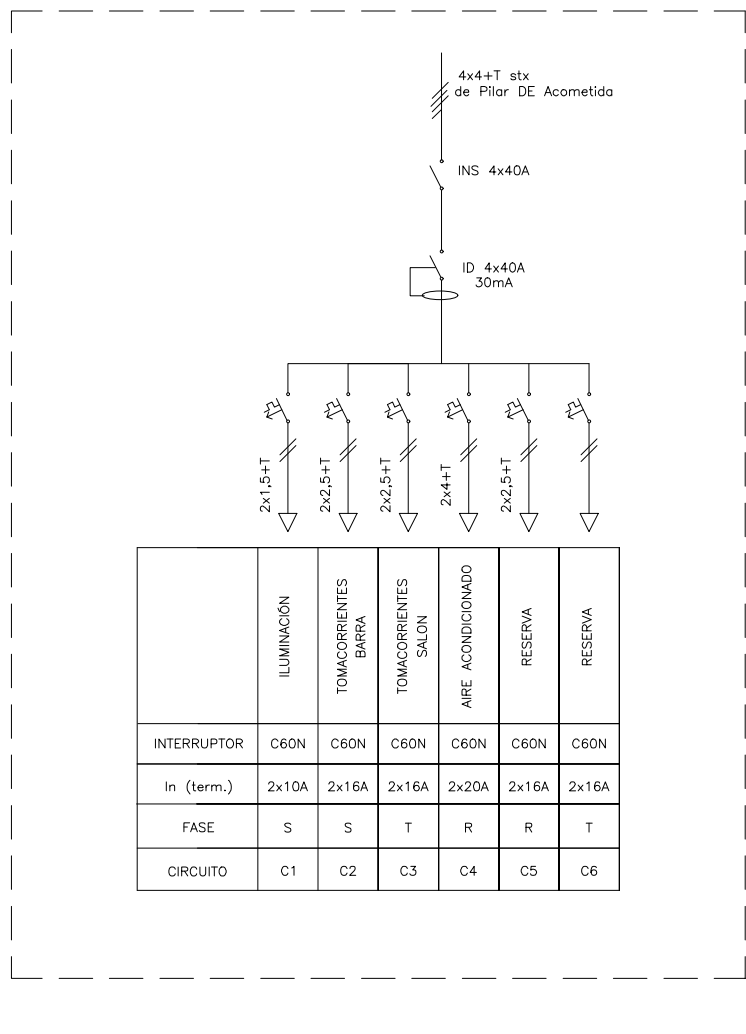 4x4+T stx
de Pilar DE Acometida
INS 4x40A
ID 4x40A
30mA
2x1,5+T
2x2,5+T
2x2,5+T
2x4+T
2x2,5+T
ILUMINACIÓN
TOMACORRIENTES
BARRA
TOMACORRIENTES
SALON
AIRE ACONDICIONADO
RESERVA
RESERVA
INTERRUPTOR C60N C60N C60N C60N C60N C60N
In (term.) 2x10A 2x16A 2x16A 2x20A 2x16A 2x16A
FASE S S T R R T
CIRCUITO C1 C2 C3 C4 C5 C6